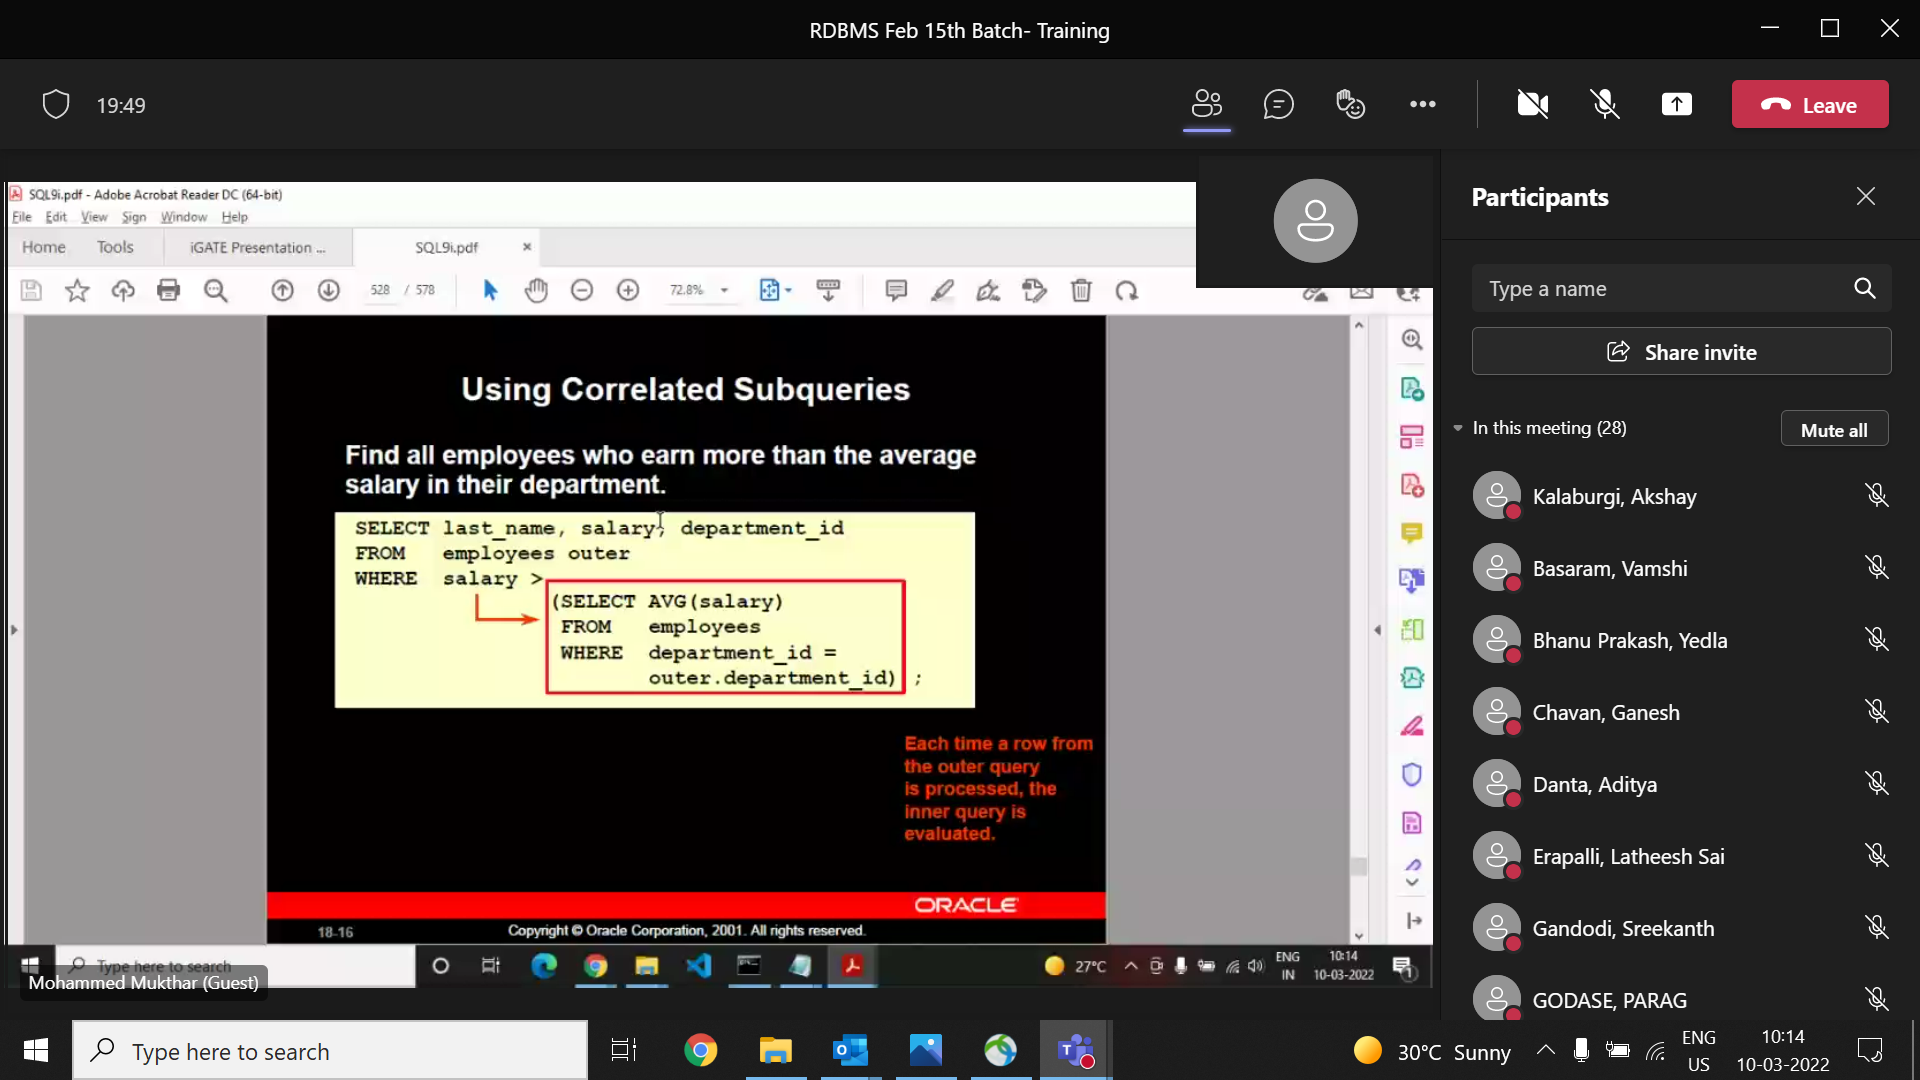 RDBMS Feb 15th Batch- Training
19:49
Leave
SQL9i.pdf - Adobe Acrobat Reader DC (64-bit)
File Edit View Sign Window Help
Home Tools iGATE Presentation ... SQL9i.pdf ×
528 / 578 72.8%
Using Correlated Subqueries
Find all employees who earn more than the average
salary in their department.
SELECT last_name, salary, department_id
FROM employees outer
WHERE salary >
(SELECT AVG(salary)
FROM employees
WHERE department_id =
outer.department_id) ;
Each time a row from
the outer query
is processed, the
inner query is
evaluated.
ORACLE
18-16 Copyright © Oracle Corporation, 2001. All rights reserved.
Type here to search
27°C ENG IN 10:14 10-03-2022 1
Mohammed Mukthar (Guest)
Participants
Type a name
Share invite
In this meeting (28) Mute all
Kalaburgi, Akshay
Basaram, Vamshi
Bhanu Prakash, Yedla
Chavan, Ganesh
Danta, Aditya
Erapalli, Latheesh Sai
Gandodi, Sreekanth
GODASE, PARAG
Type here to search
30°C Sunny ENG US 10:14 10-03-2022